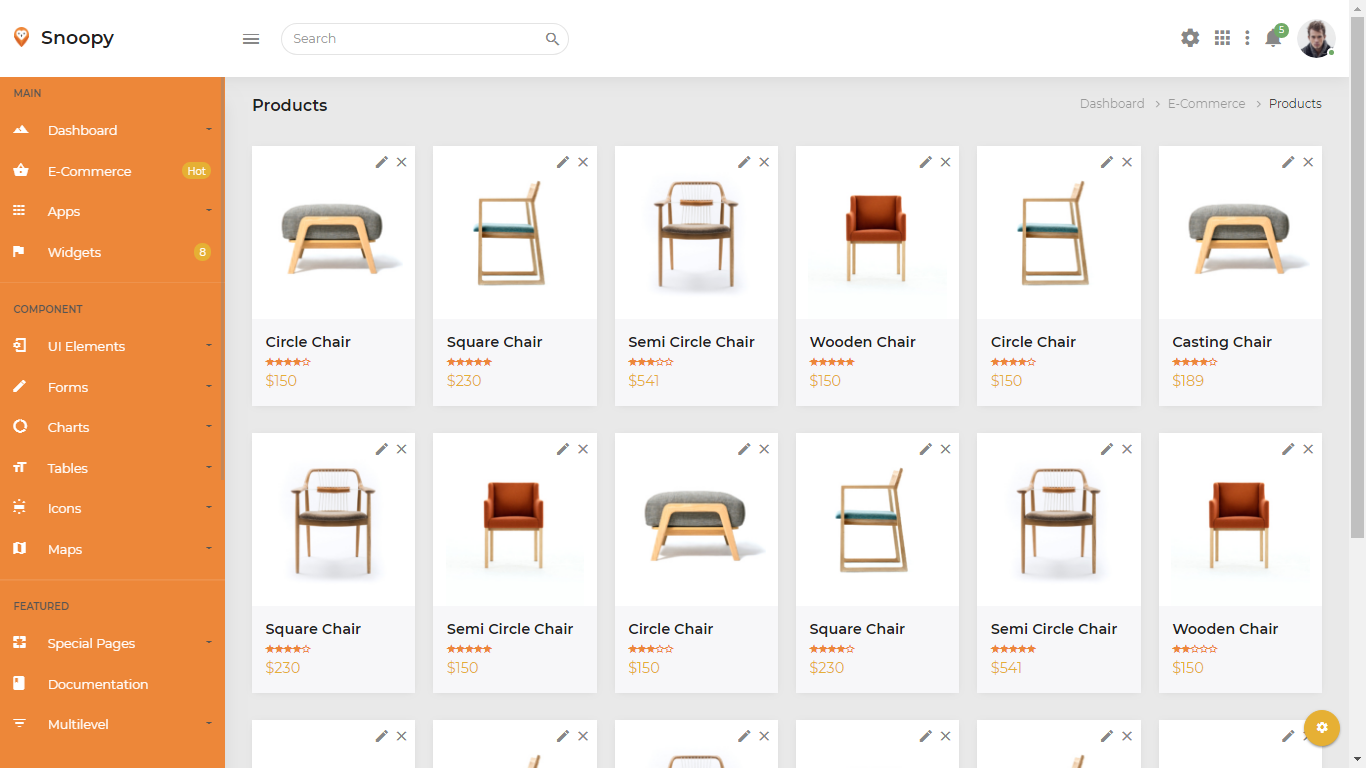 Snoopy
Search
5
MAIN
Dashboard
E-Commerce Hot
Apps
Widgets 8
COMPONENT
UI Elements
Forms
Charts
Tables
Icons
Maps
FEATURED
Special Pages
Documentation
Multilevel
Products
Dashboard > E-Commerce > Products
Circle Chair
$150
Square Chair
$230
Semi Circle Chair
$541
Wooden Chair
$150
Circle Chair
$150
Casting Chair
$189
Square Chair
$230
Semi Circle Chair
$150
Circle Chair
$150
Square Chair
$230
Semi Circle Chair
$541
Wooden Chair
$150